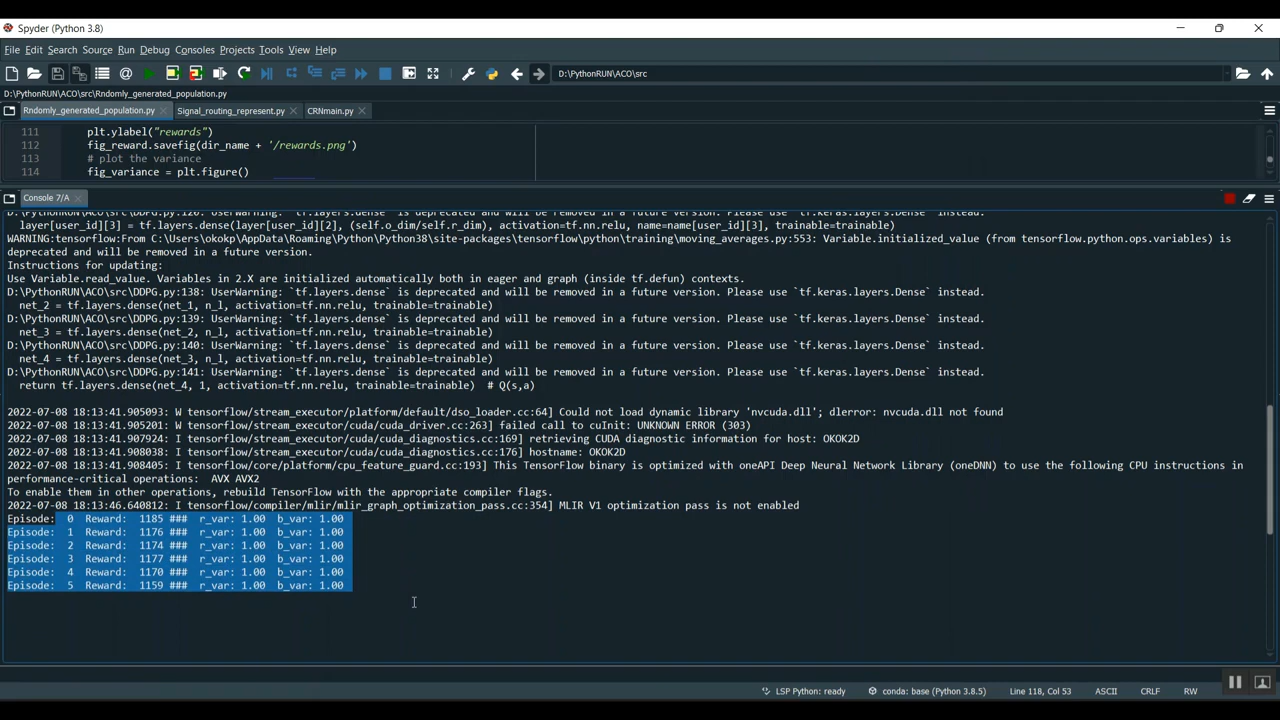 Spyder (Python 3.8)
File Edit Search Source Run Debug Consoles Projects Tools View Help
D:\PythonRUN\ACO\src
D:\PythonRUN\ACO\src\Rndomly_generated_population.py
Rndomly_generated_population.py Signal_routing_represent.py CRNmain.py
111 plt.ylabel("rewards")
112 fig_reward.savefig(dir_name + '/rewards.png')
113 # plot the variance
114 fig_variance = plt.figure()
Console 7/A
D:\PythonRUN\ACO\src\DDPG.py:120: UserWarning: `tf.layers.dense` is deprecated and will be removed in a future version. Please use `tf.keras.layers.Dense` instead.
layer[user_id][3] = tf.layers.dense(layer[user_id][2], (self.o_dim/self.r_dim), activation=tf.nn.relu, name=name[user_id][3], trainable=trainable)
WARNING:tensorflow:From C:\Users\okokp\AppData\Roaming\Python\Python38\site-packages\tensorflow\python\training\moving_averages.py:553: Variable.initialized_value (from tensorflow.python.ops.variables) is
deprecated and will be removed in a future version.
Instructions for updating:
Use Variable.read_value. Variables in 2.X are initialized automatically both in eager and graph (inside tf.defun) contexts.
D:\PythonRUN\ACO\src\DDPG.py:138: UserWarning: `tf.layers.dense` is deprecated and will be removed in a future version. Please use `tf.keras.layers.Dense` instead.
net_2 = tf.layers.dense(net_1, n_l, activation=tf.nn.relu, trainable=trainable)
D:\PythonRUN\ACO\src\DDPG.py:139: UserWarning: `tf.layers.dense` is deprecated and will be removed in a future version. Please use `tf.keras.layers.Dense` instead.
net_3 = tf.layers.dense(net_2, n_l, activation=tf.nn.relu, trainable=trainable)
D:\PythonRUN\ACO\src\DDPG.py:140: UserWarning: `tf.layers.dense` is deprecated and will be removed in a future version. Please use `tf.keras.layers.Dense` instead.
net_4 = tf.layers.dense(net_3, n_l, activation=tf.nn.relu, trainable=trainable)
D:\PythonRUN\ACO\src\DDPG.py:141: UserWarning: `tf.layers.dense` is deprecated and will be removed in a future version. Please use `tf.keras.layers.Dense` instead.
return tf.layers.dense(net_4, 1, activation=tf.nn.relu, trainable=trainable) # Q(s,a)
2022-07-08 18:13:41.905093: W tensorflow/stream_executor/platform/default/dso_loader.cc:64] Could not load dynamic library 'nvcuda.dll'; dlerror: nvcuda.dll not found
2022-07-08 18:13:41.905201: W tensorflow/stream_executor/cuda/cuda_driver.cc:263] failed call to cuInit: UNKNOWN ERROR (303)
2022-07-08 18:13:41.907924: I tensorflow/stream_executor/cuda/cuda_diagnostics.cc:169] retrieving CUDA diagnostic information for host: OKOK2D
2022-07-08 18:13:41.908038: I tensorflow/stream_executor/cuda/cuda_diagnostics.cc:176] hostname: OKOK2D
2022-07-08 18:13:41.908405: I tensorflow/core/platform/cpu_feature_guard.cc:193] This TensorFlow binary is optimized with oneAPI Deep Neural Network Library (oneDNN) to use the following CPU instructions in
performance-critical operations: AVX AVX2
To enable them in other operations, rebuild TensorFlow with the appropriate compiler flags.
2022-07-08 18:13:46.640812: I tensorflow/compiler/mlir/mlir_graph_optimization_pass.cc:354] MLIR V1 optimization pass is not enabled
Episode: 0 Reward: 1185 ### r_var: 1.00 b_var: 1.00
Episode: 1 Reward: 1176 ### r_var: 1.00 b_var: 1.00
Episode: 2 Reward: 1174 ### r_var: 1.00 b_var: 1.00
Episode: 3 Reward: 1177 ### r_var: 1.00 b_var: 1.00
Episode: 4 Reward: 1170 ### r_var: 1.00 b_var: 1.00
Episode: 5 Reward: 1159 ### r_var: 1.00 b_var: 1.00
LSP Python: ready conda: base (Python 3.8.5) Line 118, Col 53 ASCII CRLF RW